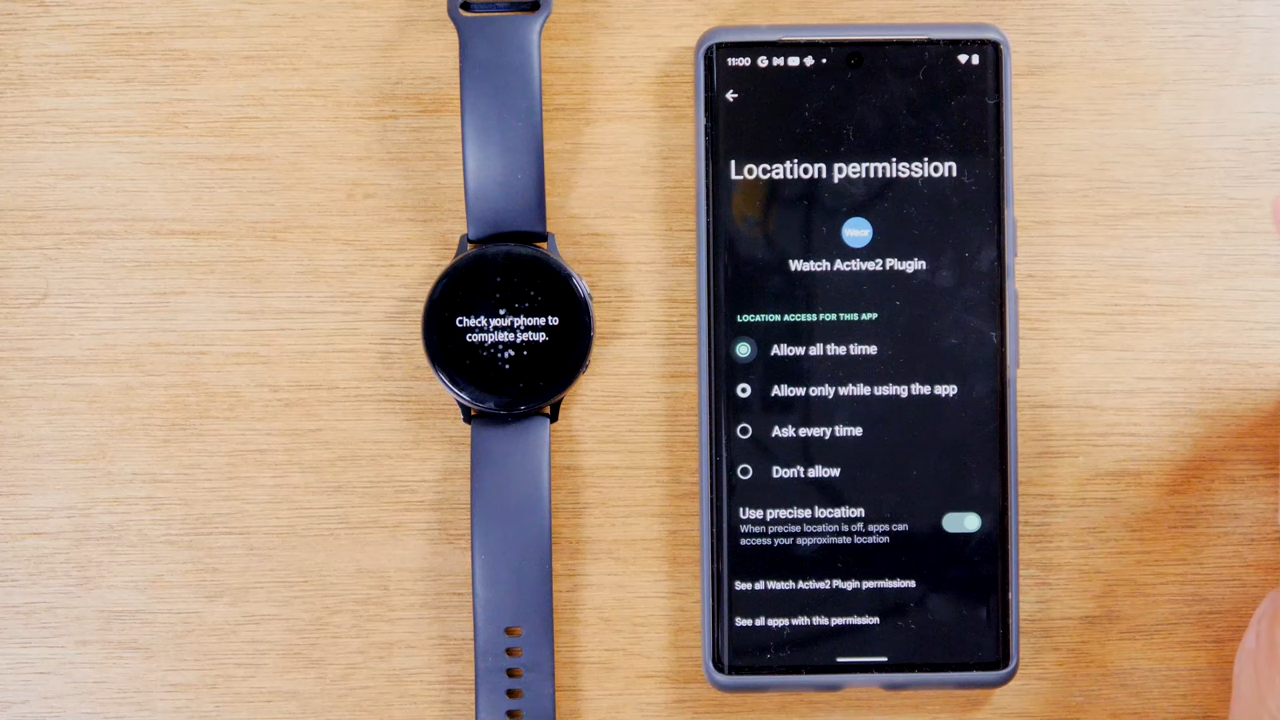 Check your phone to
complete setup.
11:00
Location permission
Wear
Watch Active2 Plugin
LOCATION ACCESS FOR THIS APP
Allow all the time
Allow only while using the app
Ask every time
Don't allow
Use precise location
When precise location is off, apps can
access your approximate location
See all Watch Active2 Plugin permissions
See all apps with this permission